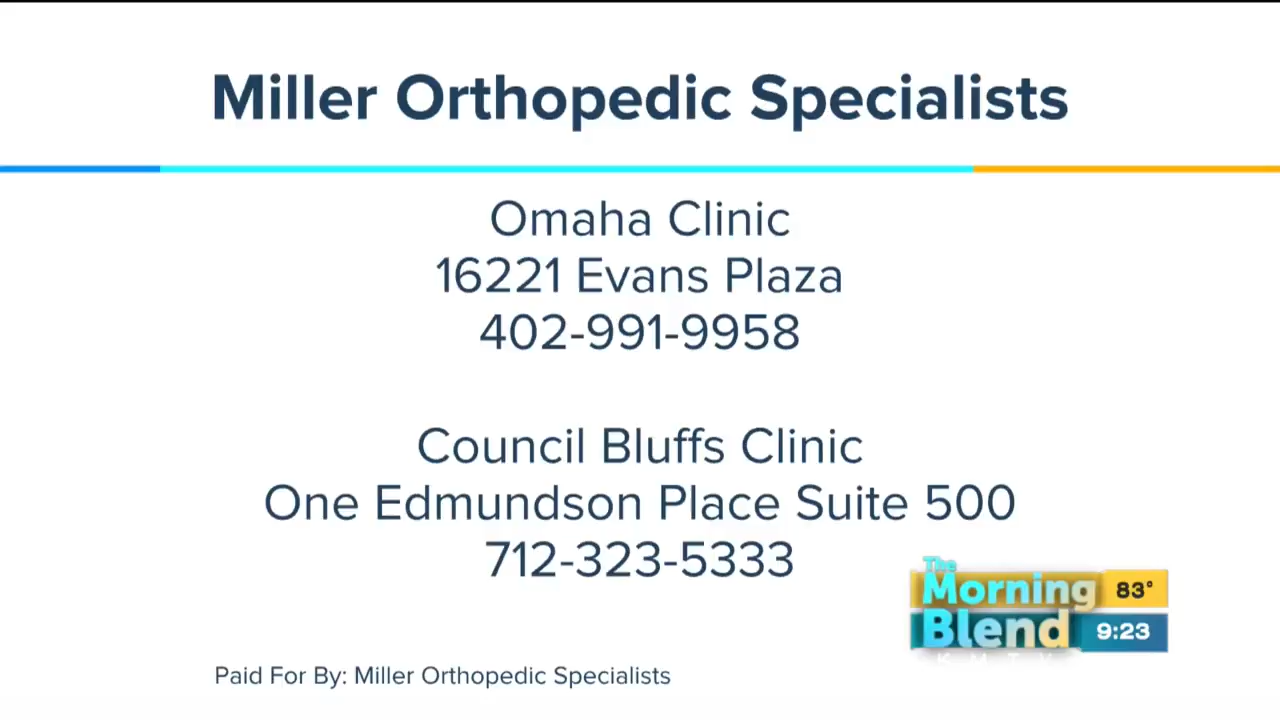 Miller Orthopedic Specialists
Omaha Clinic
16221 Evans Plaza
402-991-9958
Council Bluffs Clinic
One Edmundson Place Suite 500
712-323-5333
The
Morning
Blend
83°
9:23
Paid For By: Miller Orthopedic Specialists